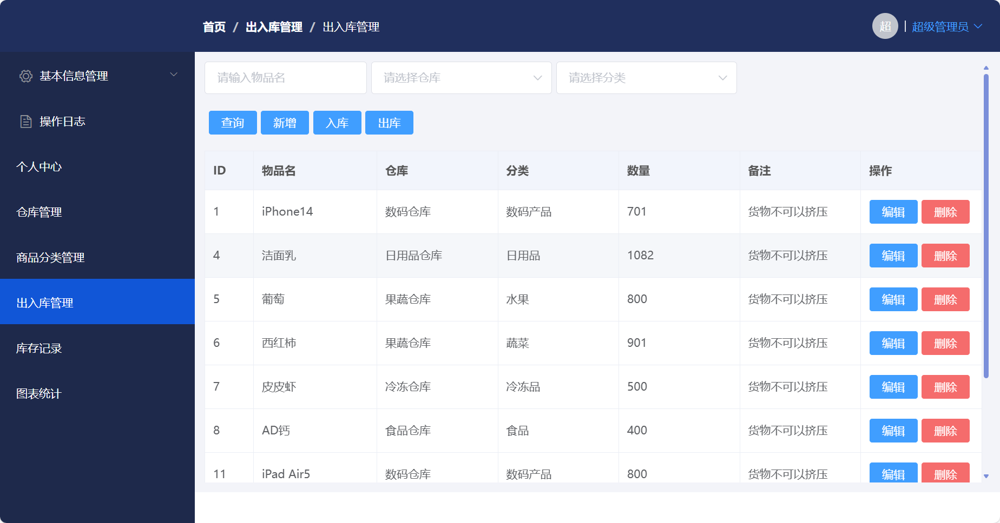 首页 / 出入库管理 / 出入库管理
超 | 超级管理员
基本信息管理
操作日志
个人中心
仓库管理
商品分类管理
出入库管理
库存记录
图表统计
请输入物品名 请选择仓库 请选择分类
查询 新增 入库 出库
ID 物品名 仓库 分类 数量 备注 操作
1 iPhone14 数码仓库 数码产品 701 货物不可以挤压 编辑 删除
4 洁面乳 日用品仓库 日用品 1082 货物不可以挤压 编辑 删除
5 葡萄 果蔬仓库 水果 800 货物不可以挤压 编辑 删除
6 西红柿 果蔬仓库 蔬菜 901 货物不可以挤压 编辑 删除
7 皮皮虾 冷冻仓库 冷冻品 500 货物不可以挤压 编辑 删除
8 AD钙 食品仓库 食品 400 货物不可以挤压 编辑 删除
11 iPad Air5 数码仓库 数码产品 800 货物不可以挤压 编辑 删除